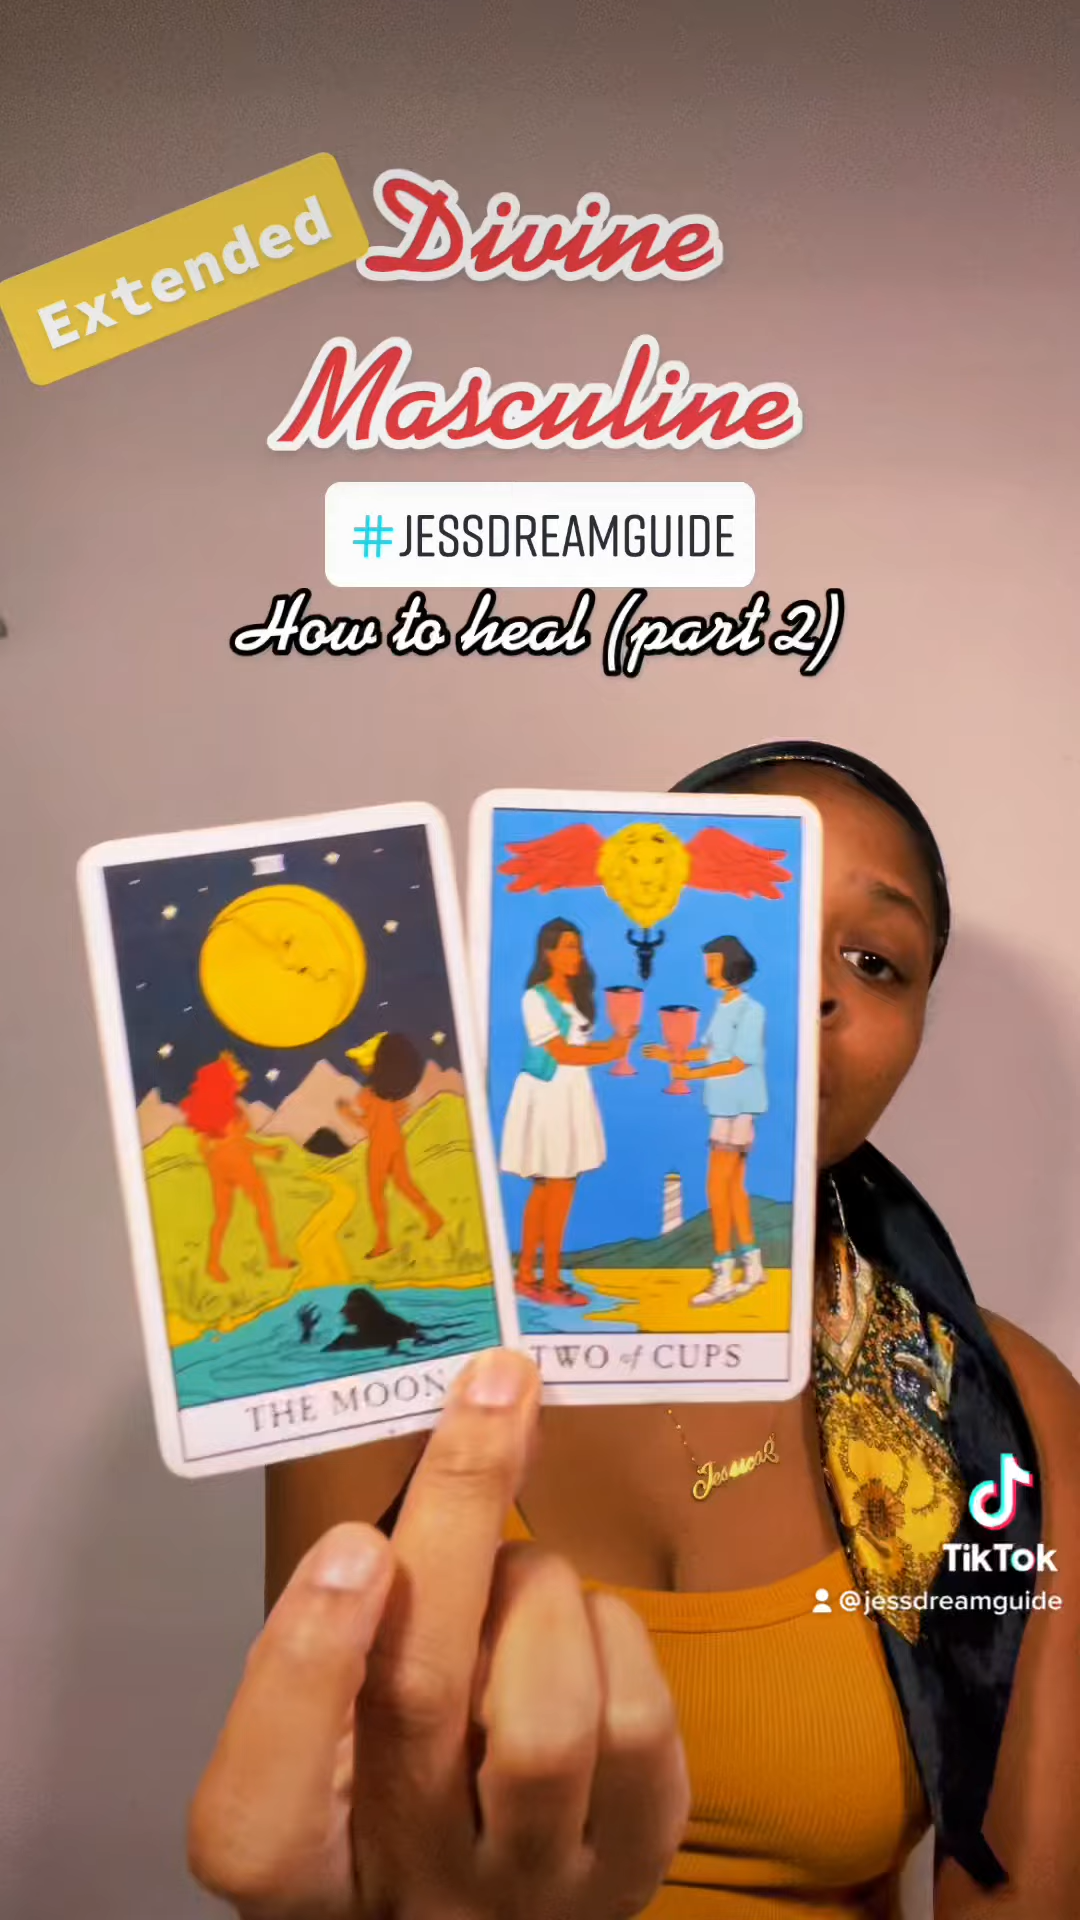 Extended
Divine
Masculine
#JESSDREAMGUIDE
How to heal (part 2)
THE MOON
TWO of CUPS
Jessica
TikTok
@jessdreamguide